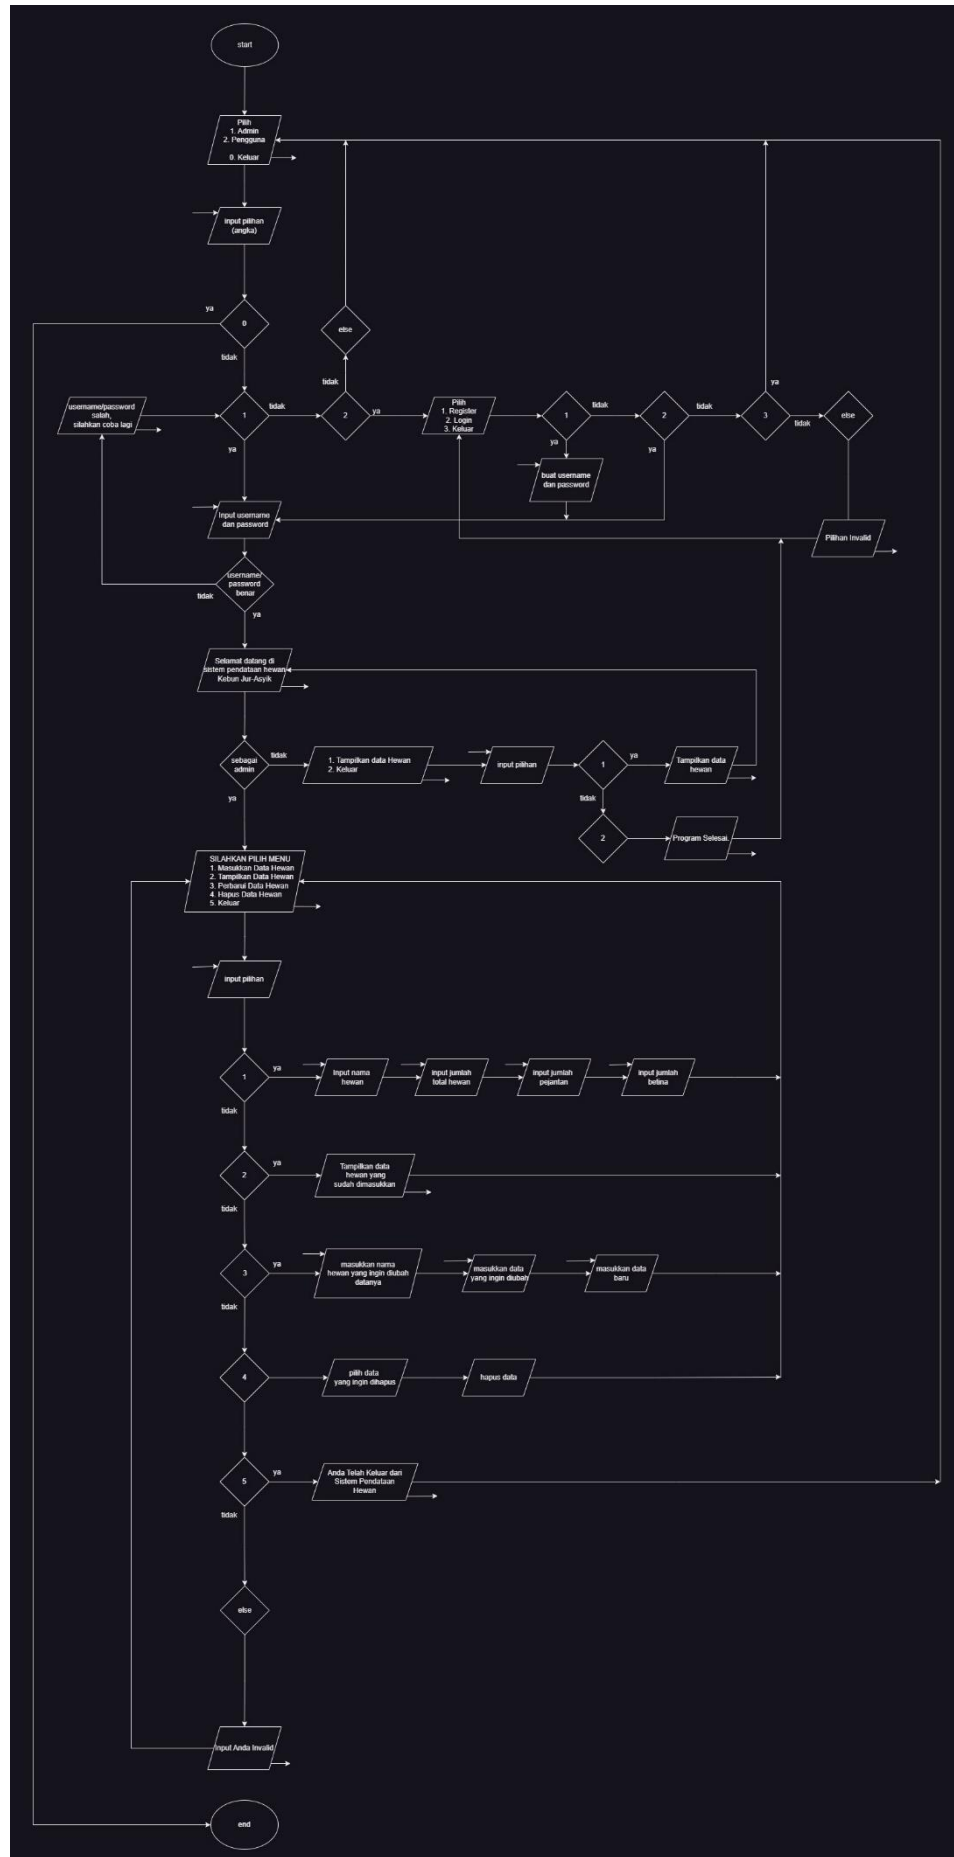 start
Pilih
1. Admin
2. Pengguna
0. Keluar
input pilihan
(angka)
ya
0
tidak
else
tidak
username/password
salah,
silahkan coba lagi
1
tidak
ya
2
ya
Pilih
1. Register
2. Login
3. Keluar
1
tidak
ya
2
tidak
ya
3
ya
tidak
else
buat username
dan password
Input username
dan password
Pilihan Invalid
username/
password
benar
tidak
ya
Selamat datang di
sistem pendataan hewan
Kebun Jur-Asyik
sebagai
admin
tidak
ya
1. Tampilkan data Hewan
2. Keluar
input pilihan
1
ya
tidak
Tampilkan data
hewan
2
Program Selesai.
SILAHKAN PILIH MENU
1. Masukkan Data Hewan
2. Tampilkan Data Hewan
3. Perbarui Data Hewan
4. Hapus Data Hewan
5. Keluar
input pilihan
1
ya
tidak
Input nama
hewan
input jumlah
total hewan
input jumlah
pejantan
input jumlah
betina
2
ya
tidak
Tampilkan data
hewan yang
sudah dimasukkan
3
ya
tidak
masukkan nama
hewan yang ingin diubah
datanya
masukkan data
yang ingin diubah
masukkan data
baru
4
pilih data
yang ingin dihapus
hapus data
5
ya
tidak
Anda Telah Keluar dari
Sistem Pendataan
Hewan
else
Input Anda Invalid
end